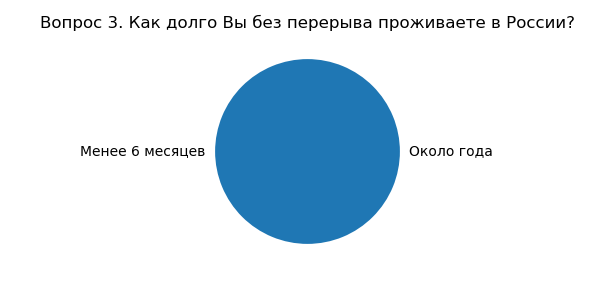 Вопрос 3. Как долго Вы без перерыва проживаете в России?
Менее 6 месяцев
Около года